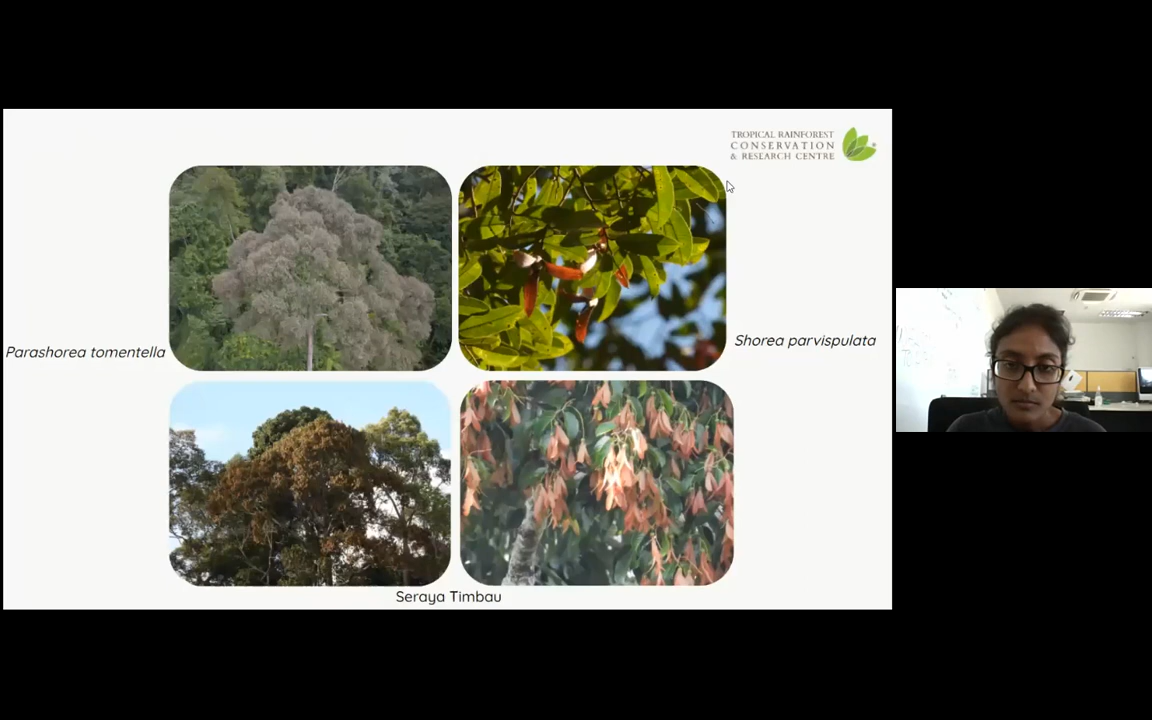 TROPICAL RAINFOREST
CONSERVATION
& RESEARCH CENTRE
Parashorea tomentella
Shorea parvispulata
Seraya Timbau